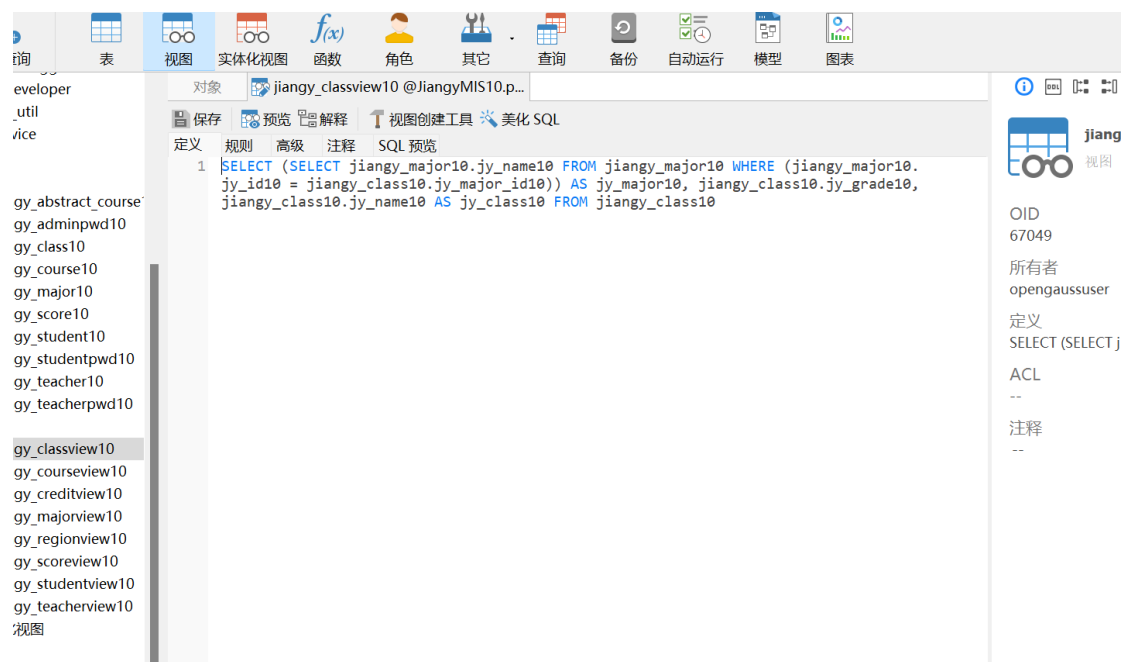 查询 表 视图 实体化视图 函数 角色 其它 查询 备份 自动运行 模型 图表
eveloper
_util
vice
gy_abstract_course
gy_adminpwd10
gy_class10
gy_course10
gy_major10
gy_score10
gy_student10
gy_studentpwd10
gy_teacher10
gy_teacherpwd10
gy_classview10
gy_courseview10
gy_creditview10
gy_majorview10
gy_regionview10
gy_scoreview10
gy_studentview10
gy_teacherview10
视图
对象 jiangy_classview10 @JiangyMIS10.p...
保存 预览 解释 视图创建工具 美化 SQL
定义 规则 高级 注释 SQL 预览
1 SELECT (SELECT jiangy_major10.jy_name10 FROM jiangy_major10 WHERE (jiangy_major10.
jy_id10 = jiangy_class10.jy_major_id10)) AS jy_major10, jiangy_class10.jy_grade10,
jiangy_class10.jy_name10 AS jy_class10 FROM jiangy_class10
DDL
jiang
视图
OID
67049
所有者
opengaussuser
定义
SELECT (SELECT j
ACL
--
注释
--